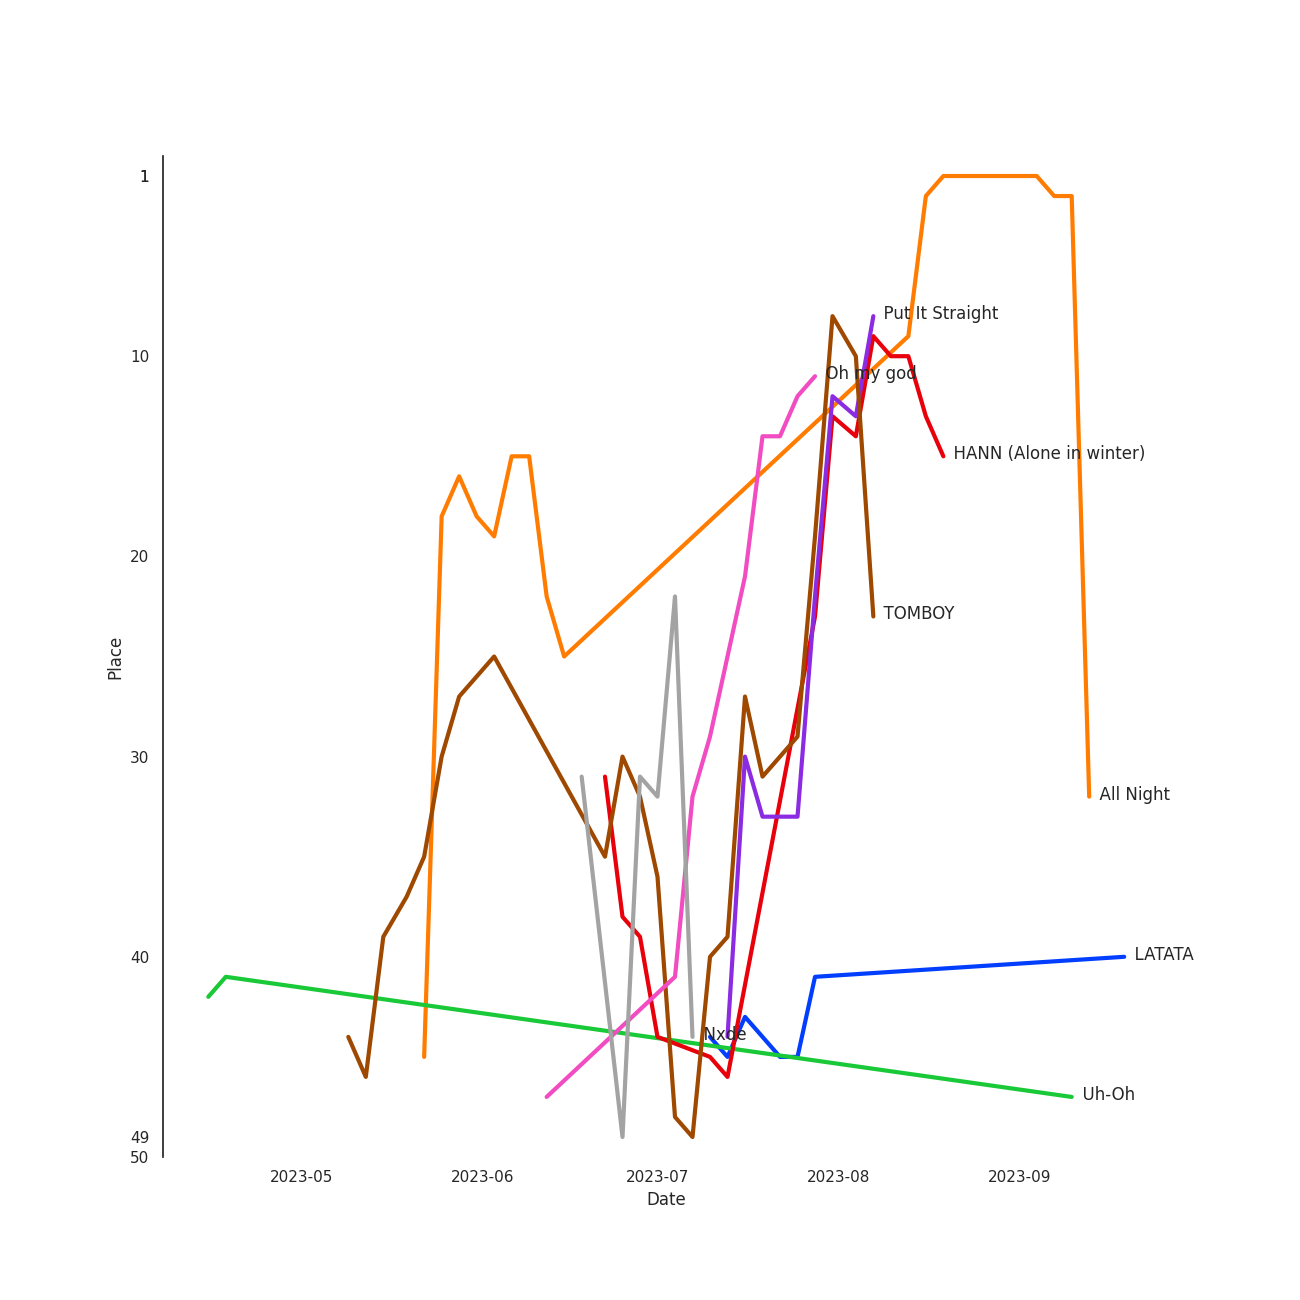 1
Put It Straight
10
Oh my god
HANN (Alone in winter)
20
TOMBOY
Place
30
All Night
40
LATATA
Nxde
Uh-Oh
49
50
2023-05
2023-06
2023-07
2023-08
2023-09
Date